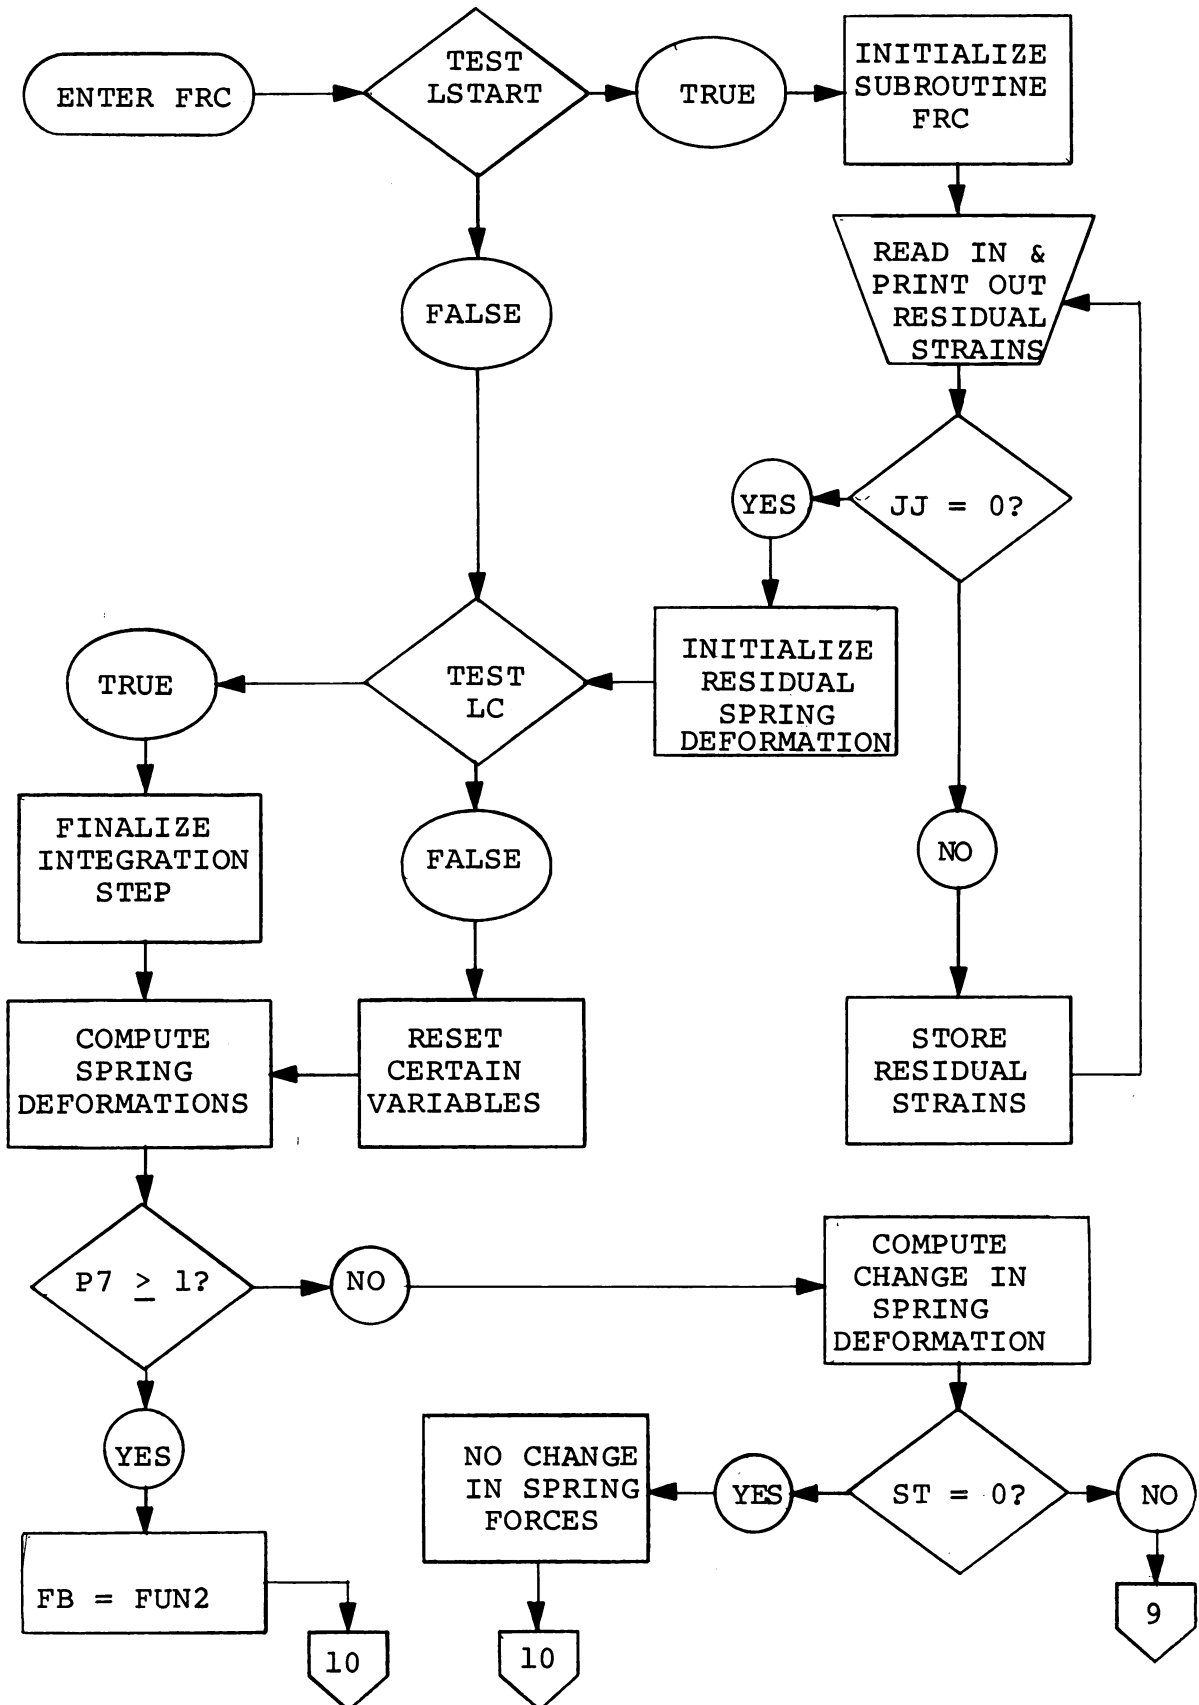 ENTER FRC
TEST
LSTART
TRUE
INITIALIZE
SUBROUTINE
FRC
READ IN &
PRINT OUT
RESIDUAL
STRAINS
FALSE
JJ = 0?
YES
INITIALIZE
RESIDUAL
SPRING
DEFORMATION
TEST
LC
TRUE
FINALIZE
INTEGRATION
STEP
FALSE
NO
COMPUTE
SPRING
DEFORMATIONS
RESET
CERTAIN
VARIABLES
STORE
RESIDUAL
STRAINS
P7 ≥ 1?
NO
COMPUTE
CHANGE IN
SPRING
DEFORMATION
YES
NO CHANGE
IN SPRING
FORCES
YES
ST = 0?
NO
FB = FUN2
10
10
9